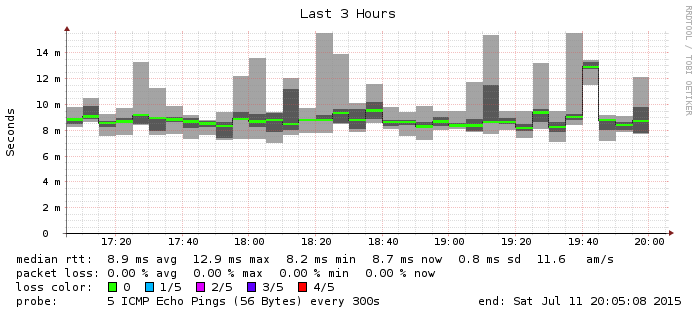 Last 3 Hours
RRDTOOL / TOBI OETIKER
Seconds
14 m
12 m
10 m
8 m
6 m
4 m
2 m
0
17:20 17:40 18:00 18:20 18:40 19:00 19:20 19:40 20:00
median rtt: 8.9 ms avg 12.9 ms max 8.2 ms min 8.7 ms now 0.8 ms sd 11.6 am/s
packet loss: 0.00 % avg 0.00 % max 0.00 % min 0.00 % now
loss color: 0 1/5 2/5 3/5 4/5
probe: 5 ICMP Echo Pings (56 Bytes) every 300s end: Sat Jul 11 20:05:08 2015